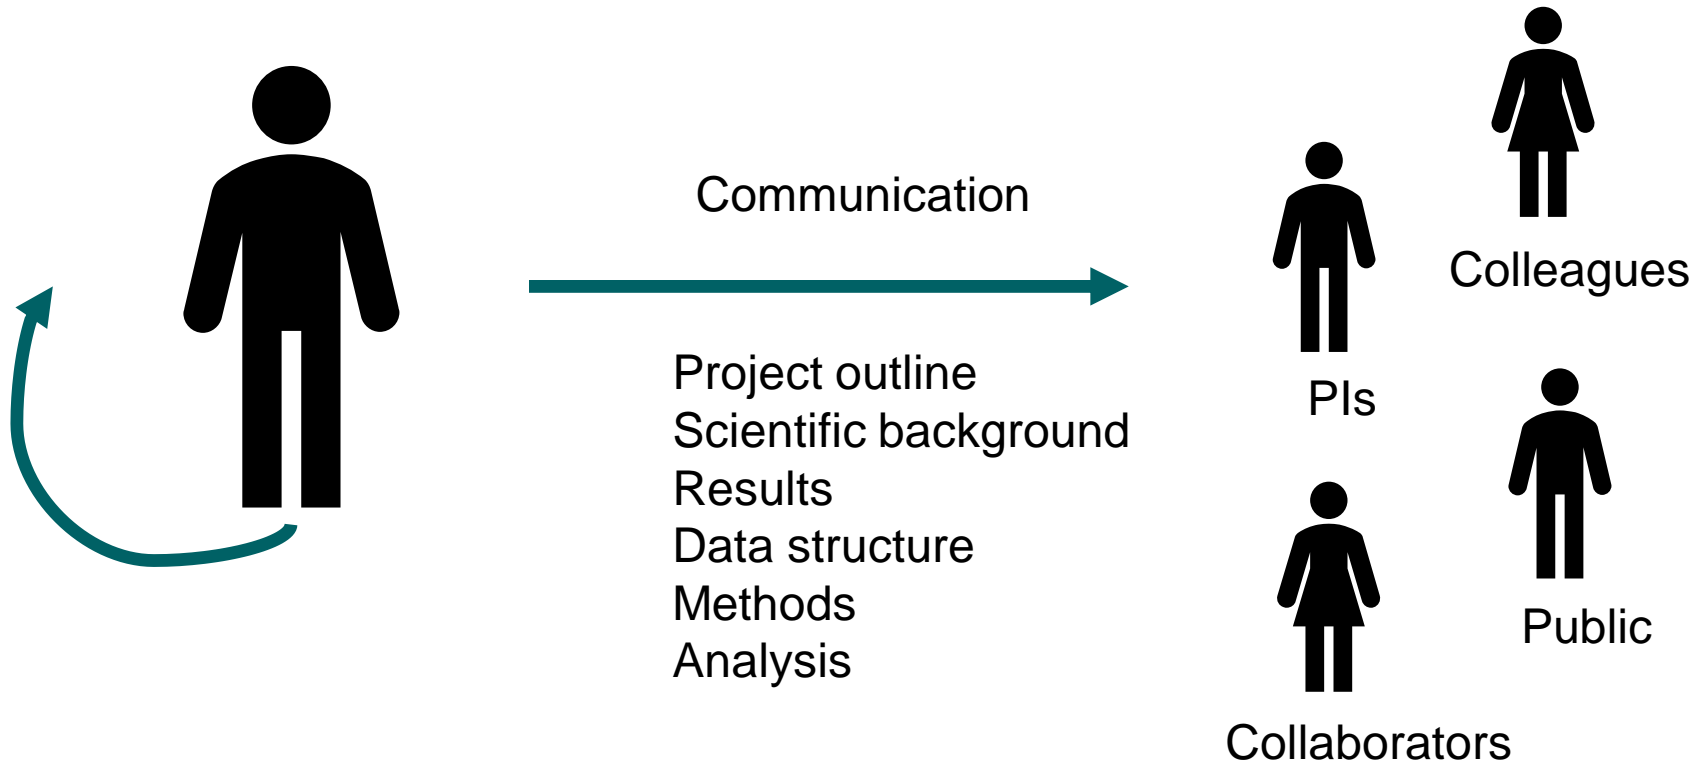 Communication
Project outline
Scientific background
Results
Data structure
Methods
Analysis
Colleagues
PIs
Public
Collaborators